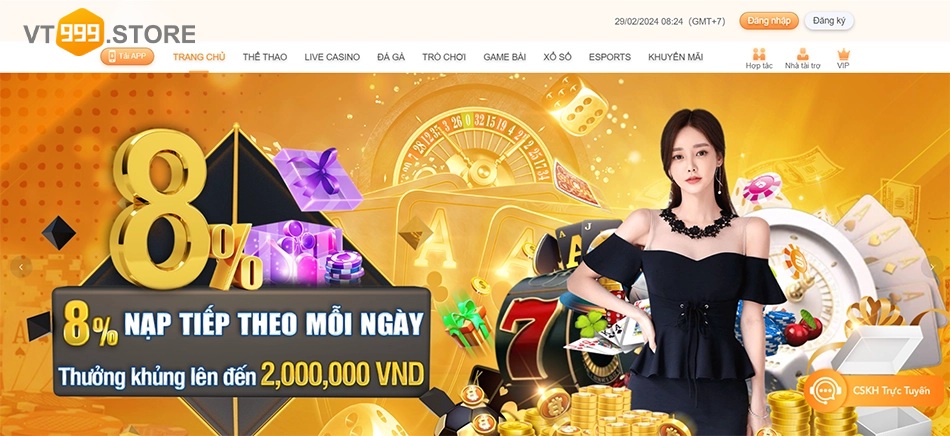 VT999.STORE
29/02/2024 08:24 (GMT+7)
Đăng nhập
Đăng ký
Tải APP
TRANG CHỦ THỂ THAO LIVE CASINO ĐÁ GÀ TRÒ CHƠI GAME BÀI XỔ SỐ ESPORTS KHUYẾN MÃI
Hợp tác Nhà tài trợ VIP
8%
8% NẠP TIẾP THEO MỖI NGÀY
Thưởng khủng lên đến 2,000,000 VND
CSKH Trực Tuyến